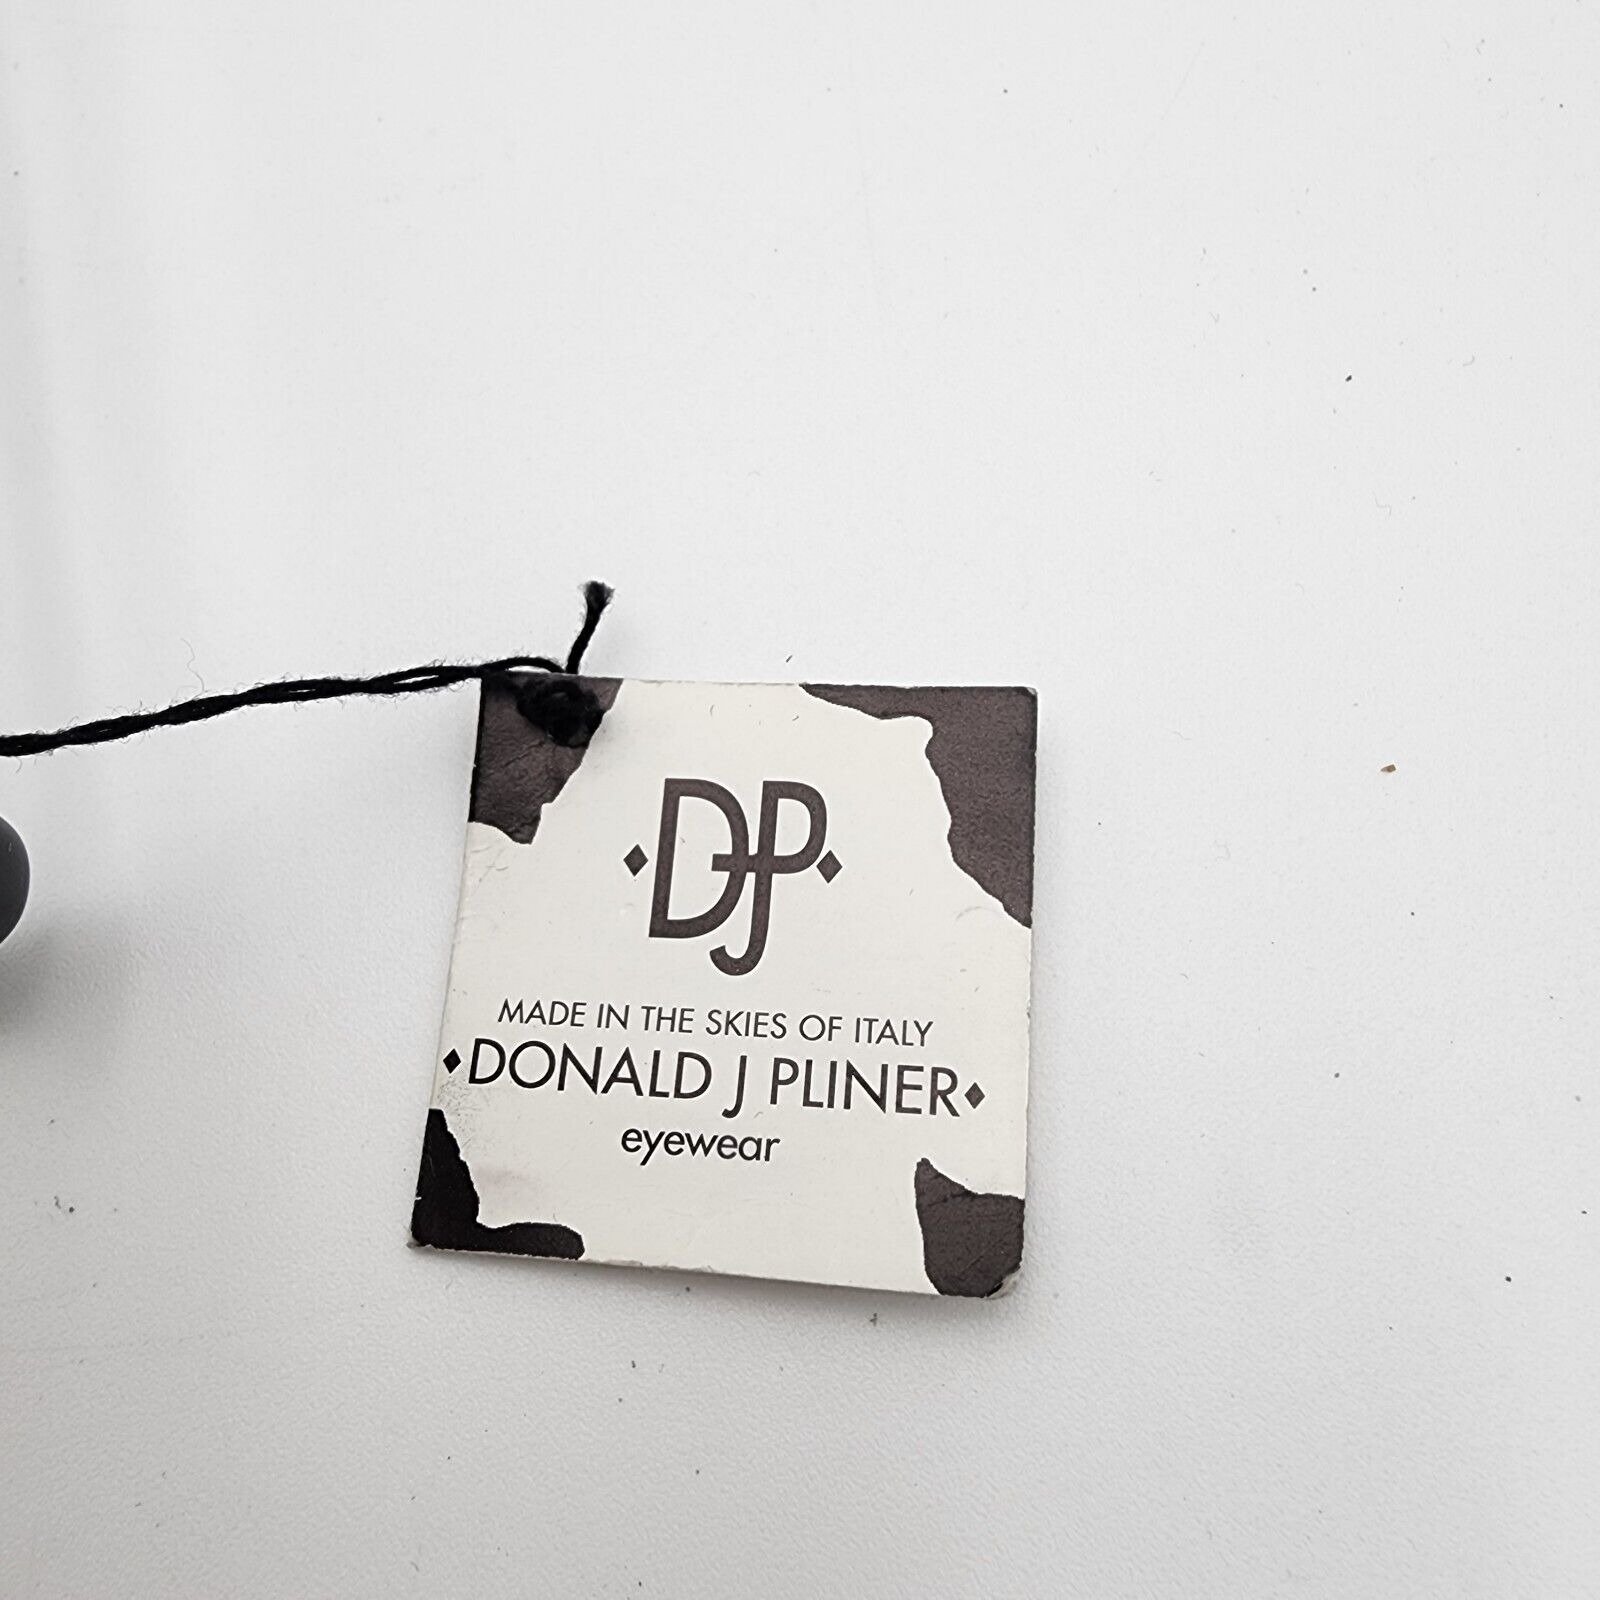 DJP
MADE IN THE SKIES OF ITALY
♦DONALD J PLINER♦
eyewear